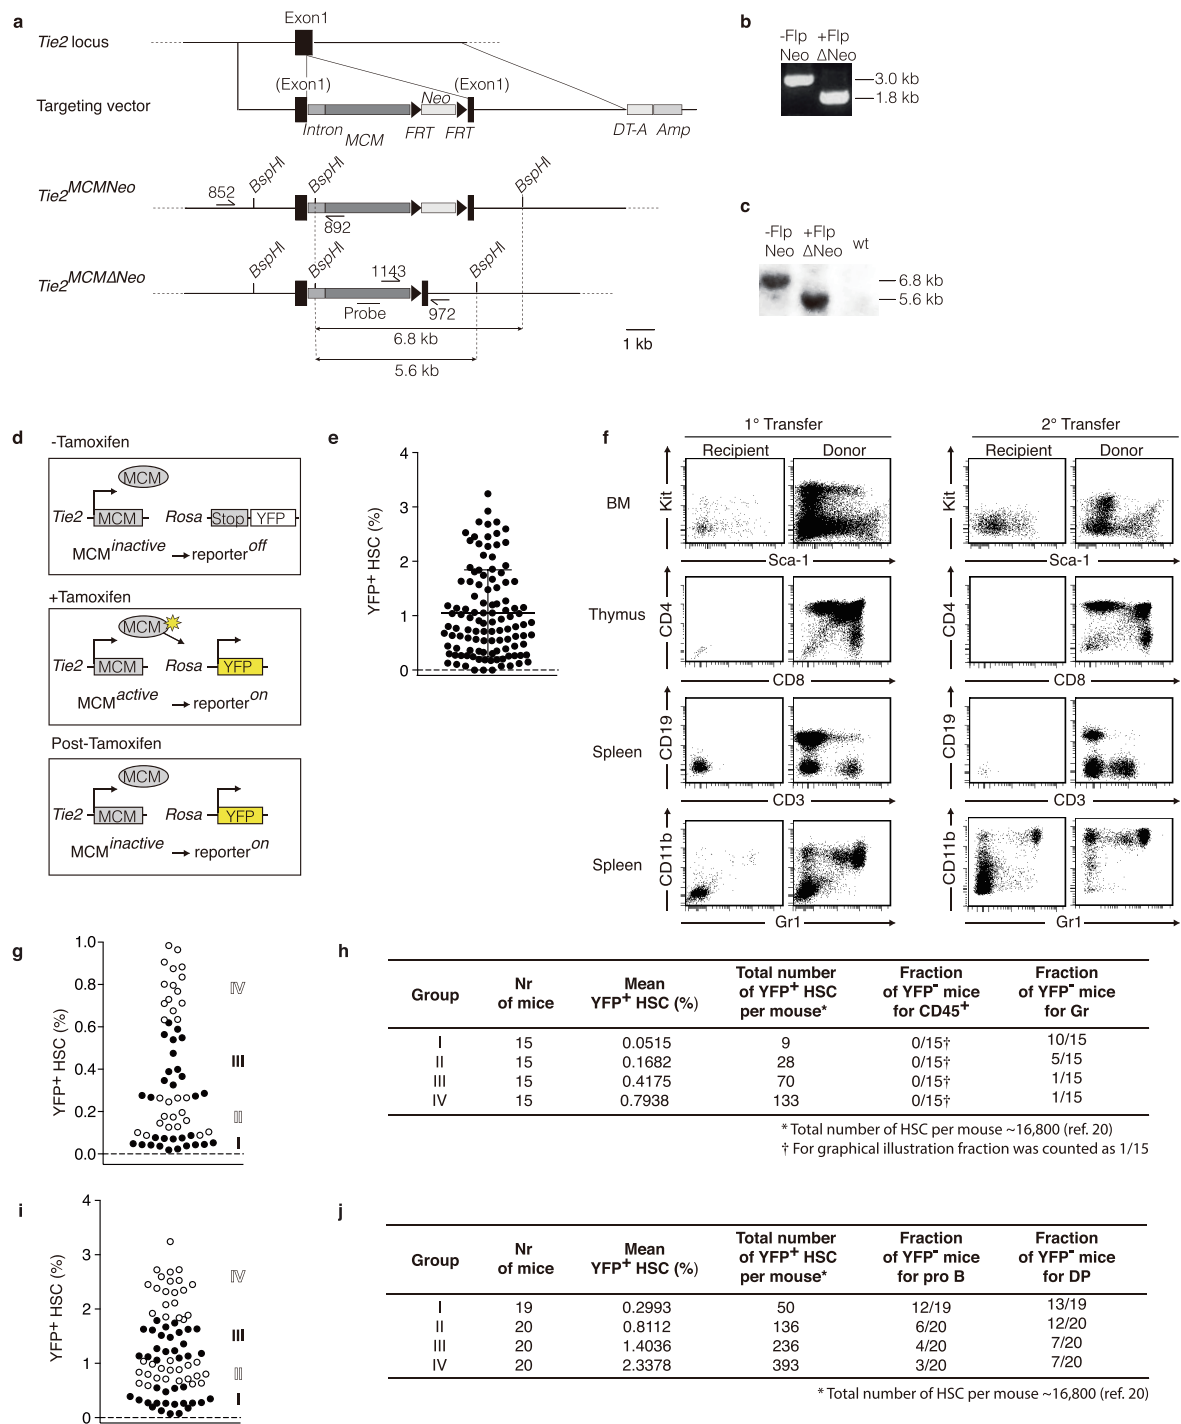 a
Exon1
Tie2 locus
(Exon1)
Neo
(Exon1)
Targeting vector
Intron
MCM
FRT
FRT
DT-A
Amp
Tie2MCMNeo
852
BspHI
BspHI
BspHI
892
Tie2MCMΔNeo
BspHI
BspHI
1143
BspHI
Probe
972
6.8 kb
5.6 kb
1 kb
b
-Flp +Flp
Neo ΔNeo
3.0 kb
1.8 kb
c
-Flp +Flp wt
Neo ΔNeo
6.8 kb
5.6 kb
d
-Tamoxifen
MCM
Tie2 MCM Rosa Stop YFP
MCMinactive → reporteroff
+Tamoxifen
MCM
Tie2 MCM Rosa YFP
MCMactive → reporteron
Post-Tamoxifen
MCM
Tie2 MCM Rosa YFP
MCMinactive → reporteron
e
YFP+ HSC (%)
4
3
2
1
0
f
1° Transfer
2° Transfer
Recipient Donor
Recipient Donor
BM
Kit
Sca-1
Kit
Sca-1
Thymus
CD4
CD8
CD4
CD8
Spleen
CD19
CD3
CD19
CD3
Spleen
CD11b
Gr1
CD11b
Gr1
g
YFP+ HSC (%)
1.0
0.8
0.6
0.4
0.2
0.0
IV
III
II
I
h
Group | Nr of mice | Mean YFP+ HSC (%) | Total number of YFP+ HSC per mouse* | Fraction of YFP- mice for CD45+ | Fraction of YFP- mice for Gr
I 15 0.0515 9 0/15† 10/15
II 15 0.1682 28 0/15† 5/15
III 15 0.4175 70 0/15† 1/15
IV 15 0.7938 133 0/15† 1/15
* Total number of HSC per mouse ~16,800 (ref. 20)
† For graphical illustration fraction was counted as 1/15
i
YFP+ HSC (%)
4
3
2
1
0
IV
III
II
I
j
Group | Nr of mice | Mean YFP+ HSC (%) | Total number of YFP+ HSC per mouse* | Fraction of YFP- mice for pro B | Fraction of YFP- mice for DP
I 19 0.2993 50 12/19 13/19
II 20 0.8112 136 6/20 12/20
III 20 1.4036 236 4/20 7/20
IV 20 2.3378 393 3/20 7/20
* Total number of HSC per mouse ~16,800 (ref. 20)